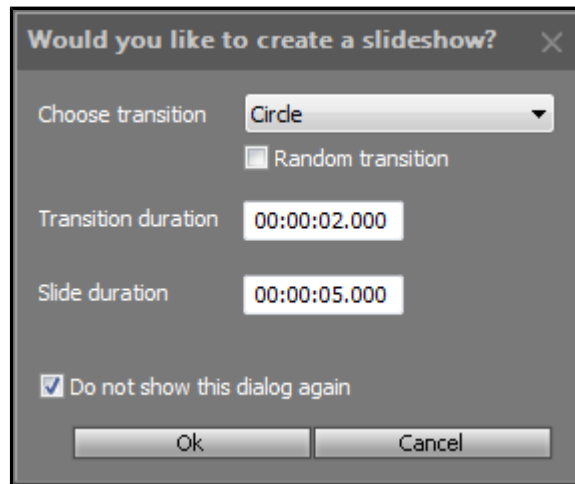 Would you like to create a slideshow?
Choose transition Circle
Random transition
Transition duration 00:00:02.000
Slide duration 00:00:05.000
Do not show this dialog again
Ok Cancel